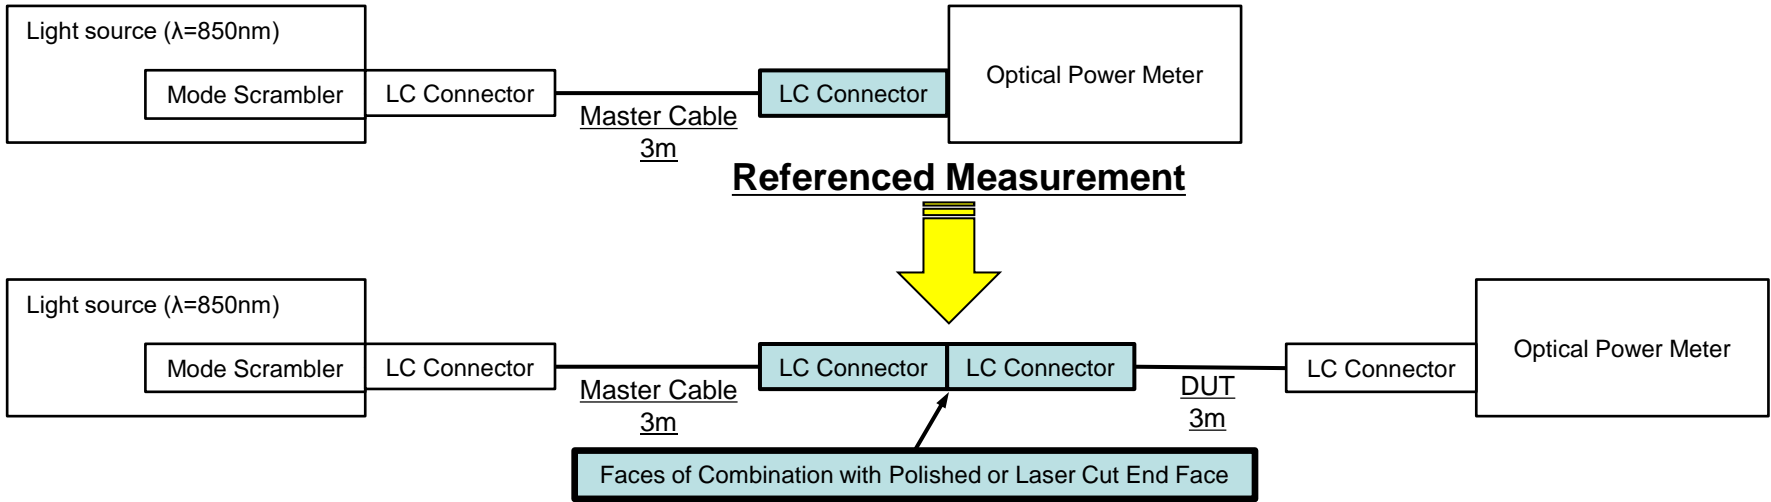 Light source (λ=850nm)
Mode Scrambler
LC Connector
Master Cable
3m
LC Connector
Optical Power Meter
Referenced Measurement
Light source (λ=850nm)
Mode Scrambler
LC Connector
Master Cable
3m
LC Connector
LC Connector
DUT
3m
LC Connector
Optical Power Meter
Faces of Combination with Polished or Laser Cut End Face